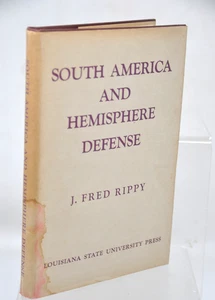 SOUTH AMERICA
AND
HEMISPHERE
DEFENSE
J. FRED RIPPY
LOUISIANA STATE UNIVERSITY PRESS